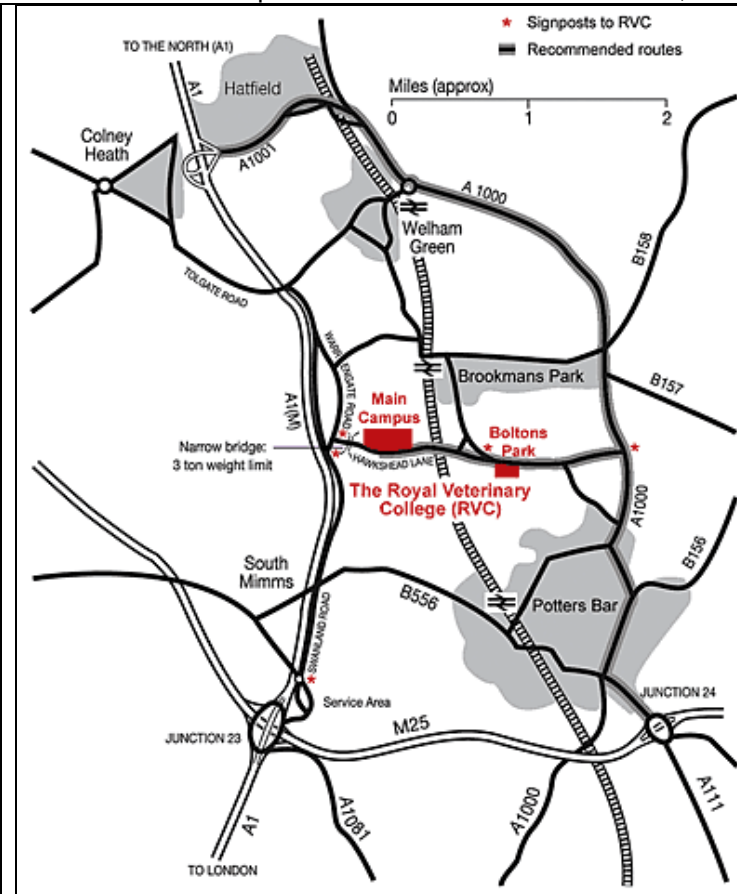 * Signposts to RVC
Recommended routes
TO THE NORTH (A1)
A1
Hatfield
Miles (approx)
0 1 2
Colney
Heath
A1001
A 1000
Welham
Green
B158
TOLGATE ROAD
WARRENGATE ROAD
Brookmans Park
B157
A1(M)
Main
Campus
Boltons
Park
Narrow bridge:
3 ton weight limit
HAWKSHEAD LANE
The Royal Veterinary
College (RVC)
A1000
South
Mimms
B156
B556
Potters Bar
SWANLAND ROAD
Service Area
JUNCTION 24
JUNCTION 23
M25
A1
A1081
A1000
A111
TO LONDON